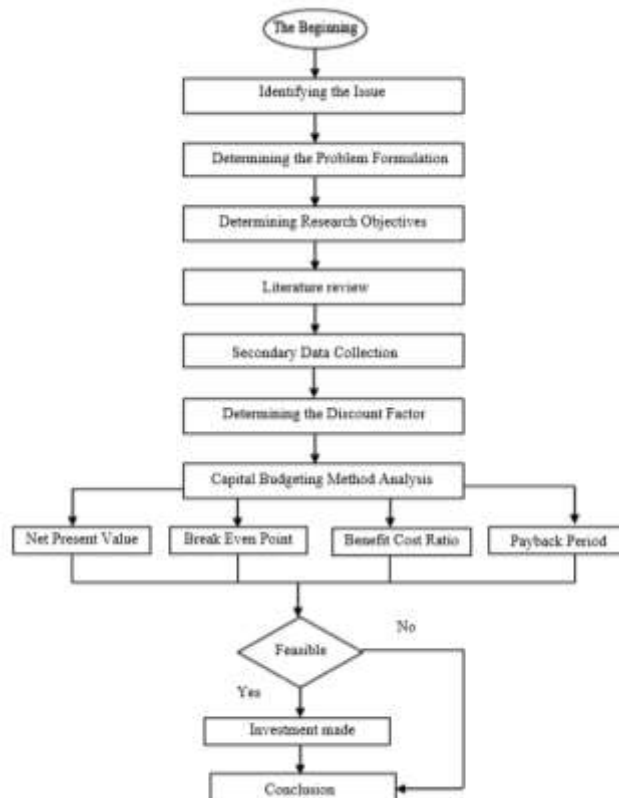 The Beginning
Identifying the Issue
Determining the Problem Formulation
Determining Research Objectives
Literature review
Secondary Data Collection
Determining the Discount Factor
Capital Budgeting Method Analysis
Net Present Value
Break Even Point
Benefit Cost Ratio
Payback Period
No
Feasible
Yes
Investment made
Conclusion